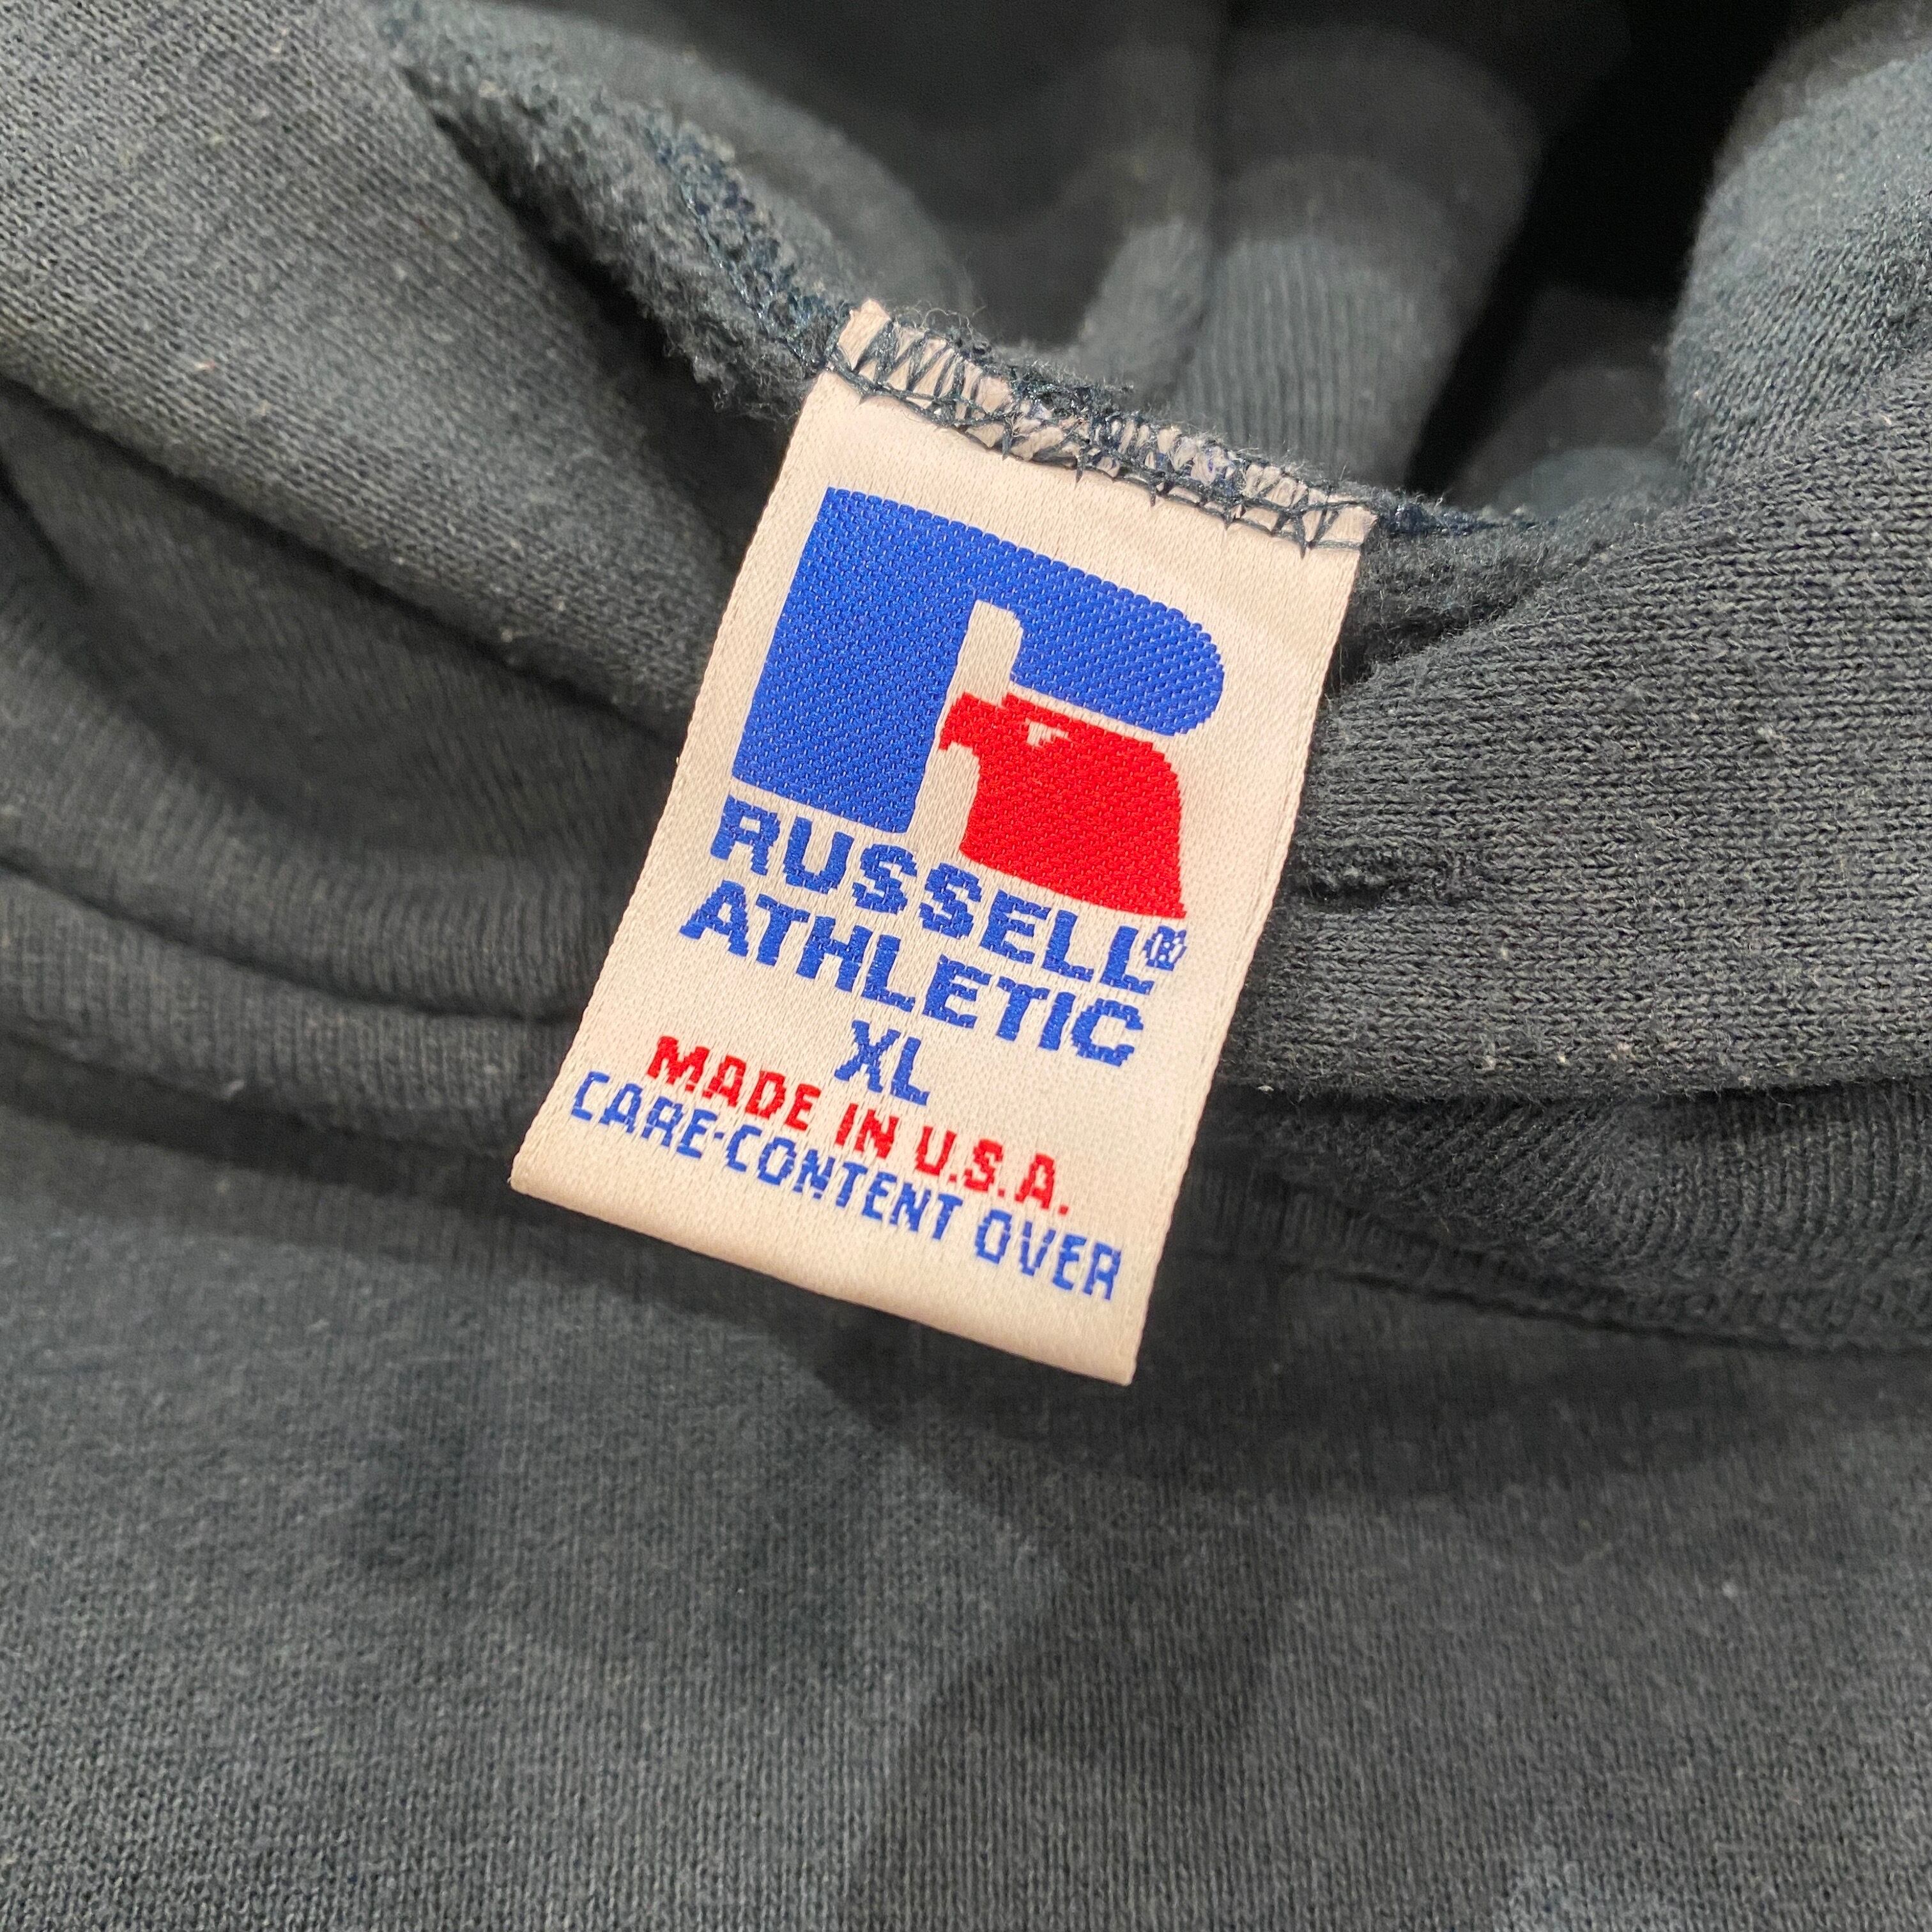 RUSSELL®
ATHLETIC
XL
MADE IN U.S.A.
CARE-CONTENT OVER